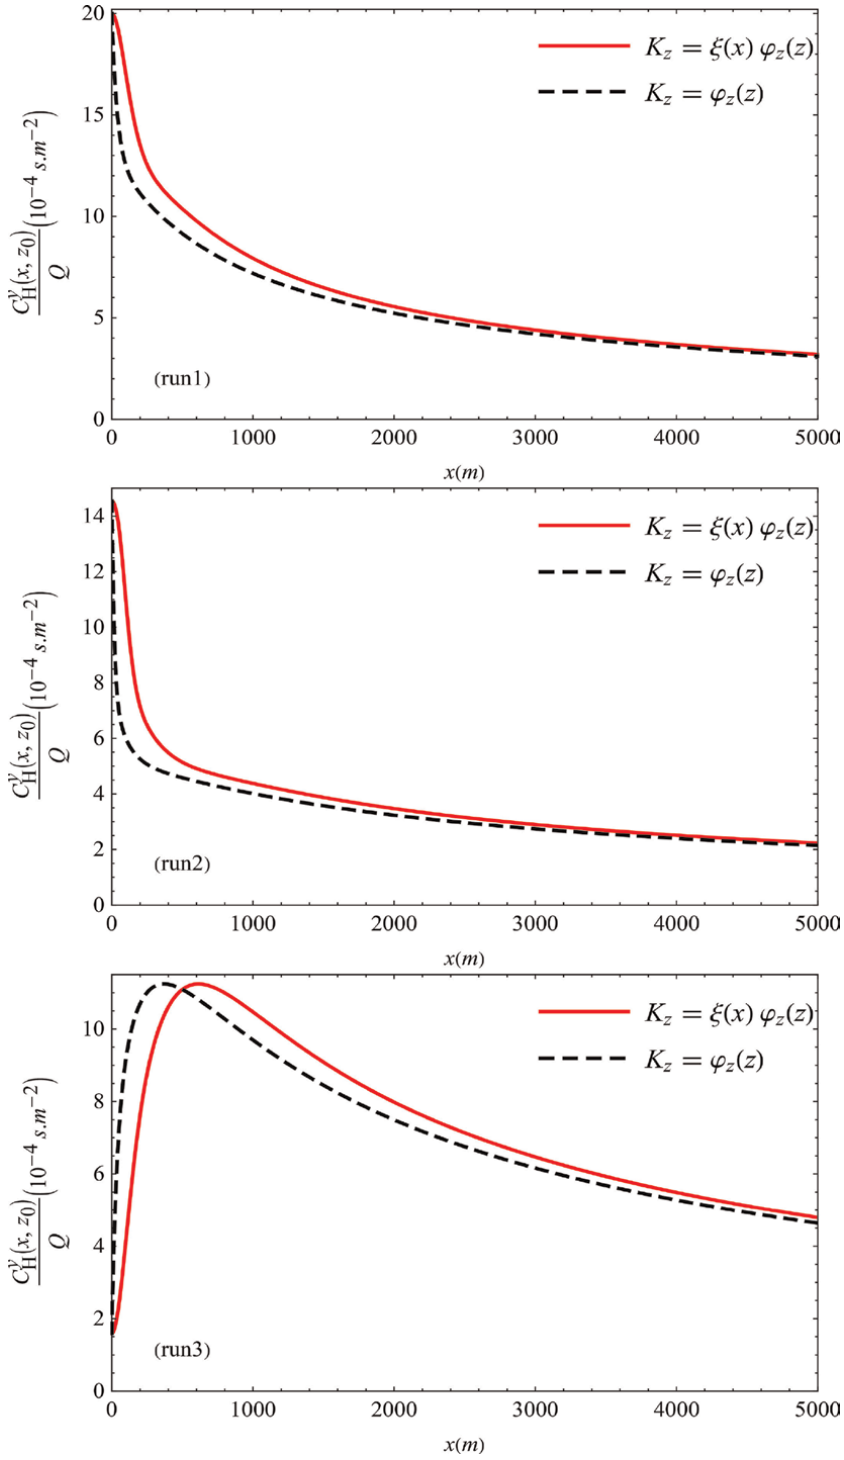 20
15
10
5
0
C_H^y(x, z_0)/Q (10^−4 s.m^−2)
K_z = ξ(x) φ_z(z)
K_z = φ_z(z)
(run1)
0 1000 2000 3000 4000 5000
x(m)
14
12
10
8
6
4
2
0
C_H^y(x, z_0)/Q (10^−4 s.m^−2)
K_z = ξ(x) φ_z(z)
K_z = φ_z(z)
(run2)
0 1000 2000 3000 4000 5000
x(m)
10
8
6
4
2
0
C_H^y(x, z_0)/Q (10^−4 s.m^−2)
K_z = ξ(x) φ_z(z)
K_z = φ_z(z)
(run3)
0 1000 2000 3000 4000 5000
x(m)